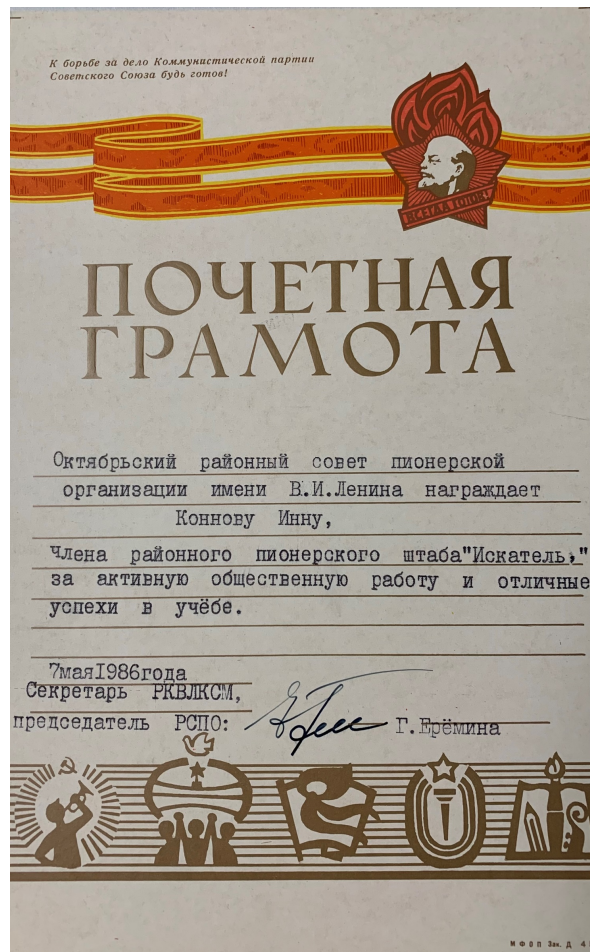 К борьбе за дело Коммунистической партии
Советского Союза будь готов!
ВСЕГДА ГОТОВ!
ПОЧЕТНАЯ
ГРАМОТА
Октябрьский районный совет пионерской
организации имени В.И.Ленина награждает
Коннову Инну,
Члена районного пионерского штаба"Искатель,"
за активную общественную работу и отличные
успехи в учёбе.
7мая1986года
Секретарь РКВЛКСМ,
председатель РСПО: Г.Ерёмина
МФОП Зак. Д 4